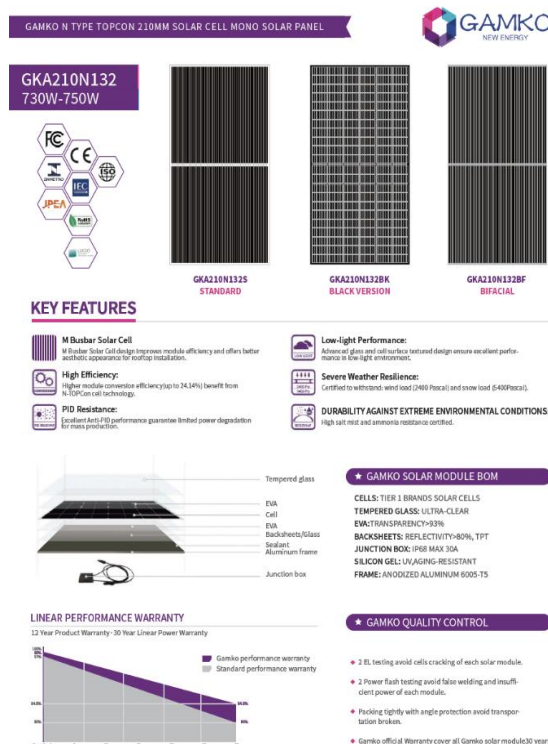 GAMKO N TYPE TOPCON 210MM SOLAR CELL MONO SOLAR PANEL
GAMKO
NEW ENERGY
GKA210N132
730W-750W
FC
CE
ISO
INMETRO
IEC
JPEA
RoHS
GKA210N132S
STANDARD
GKA210N132BK
BLACK VERSION
GKA210N132BF
BIFACIAL
KEY FEATURES
M Busbar Solar Cell
M Busbar Solar Cell design improves module efficiency and offers better
aesthetic appearance for rooftop installation.
High Efficiency:
Higher module conversion efficiency(up to 24.14%) benefit from
N-TOPCon cell technology.
PID Resistance:
Excellent Anti-PID performance guarantee limited power degradation
for mass production.
Low-light Performance:
Advanced glass and cell surface textured design ensure excellent perfor-
mance in low-light environment.
Severe Weather Resilience:
Certified to withstand: wind load (2400 Pascal) and snow load (5400Pascal).
DURABILITY AGAINST EXTREME ENVIRONMENTAL CONDITIONS:
High salt mist and ammonia resistance certified.
Tempered glass
EVA
Cell
EVA
Backsheets/Glass
Sealant
Aluminum frame
Junction box
GAMKO SOLAR MODULE BOM
CELLS: TIER 1 BRANDS SOLAR CELLS
TEMPERED GLASS: ULTRA-CLEAR
EVA:TRANSPARENCY>93%
BACKSHEETS: REFLECTIVITY>80%, TPT
JUNCTION BOX: IP68 MAX 30A
SILICON GEL: UV,AGING-RESISTANT
FRAME: ANODIZED ALUMINUM 6005-T5
LINEAR PERFORMANCE WARRANTY
12 Year Product Warranty·30 Year Linear Power Warranty
Gamko performance warranty
Standard performance warranty
GAMKO QUALITY CONTROL
2 EL testing avoid cells cracking of each solar module.
2 Power flash testing avoid false welding and insuffi-
cient power of each module.
Packing tightly with angle protection avoid transpor-
tation broken.
Gamko official Warranty cover all Gamko solar module30 year